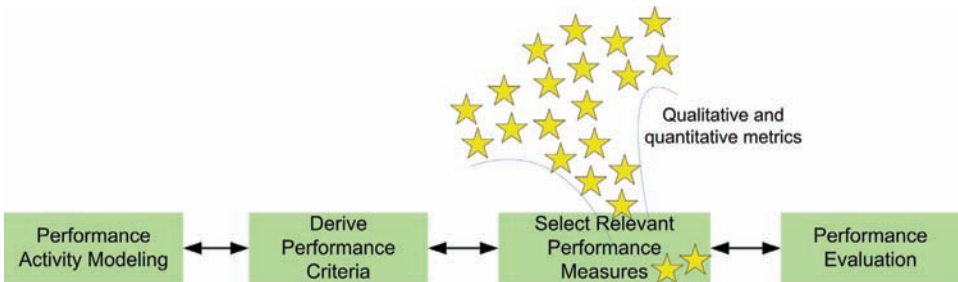 Qualitative and
quantitative metrics
Performance
Activity Modeling
Derive
Performance
Criteria
Select Relevant
Performance
Measures
Performance
Evaluation